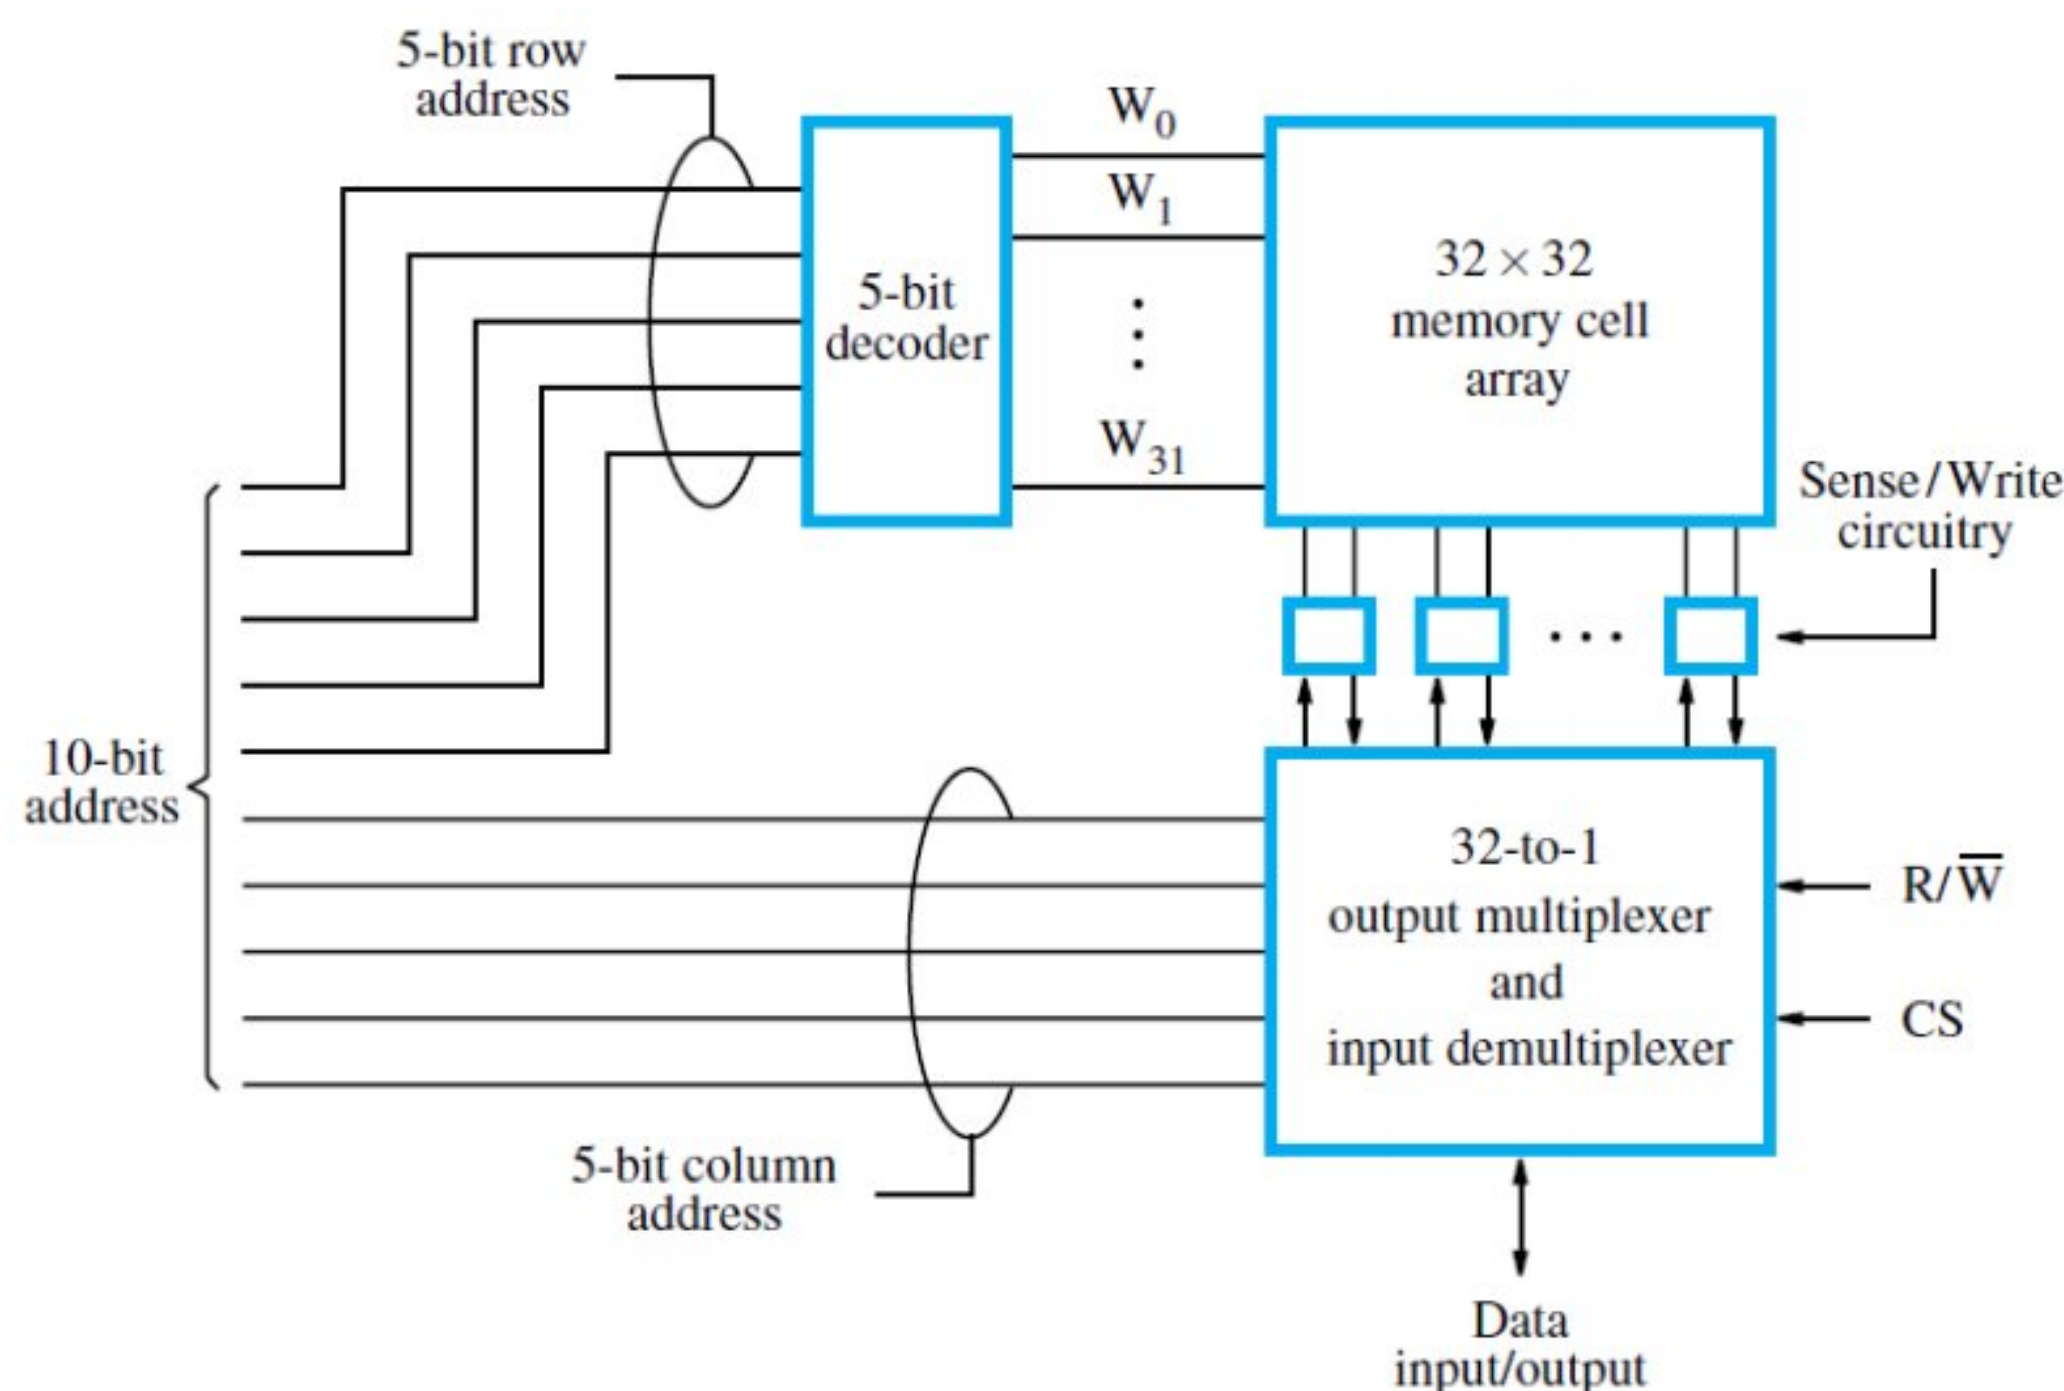 5-bit row
address
W0
W1
5-bit
decoder
32 × 32
memory cell
array
W31
Sense/Write
circuitry
10-bit
address
32-to-1
output multiplexer
and
input demultiplexer
R/W̅
CS
5-bit column
address
Data
input/output